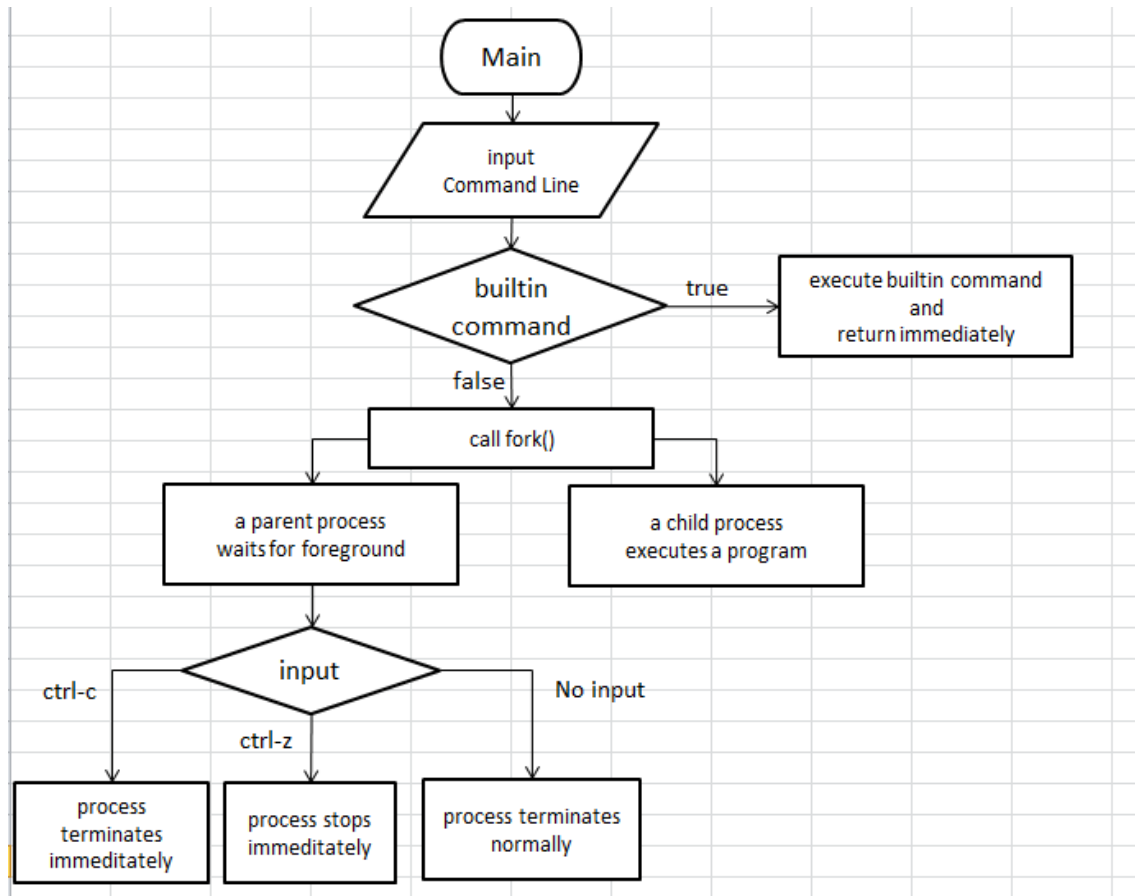 Main
input
Command Line
builtin
command
true
execute builtin command
and
return immediately
false
call fork()
a parent process
waits for foreground
a child process
executes a program
input
ctrl-c
ctrl-z
No input
process
terminates
immeditately
process stops
immeditately
process terminates
normally